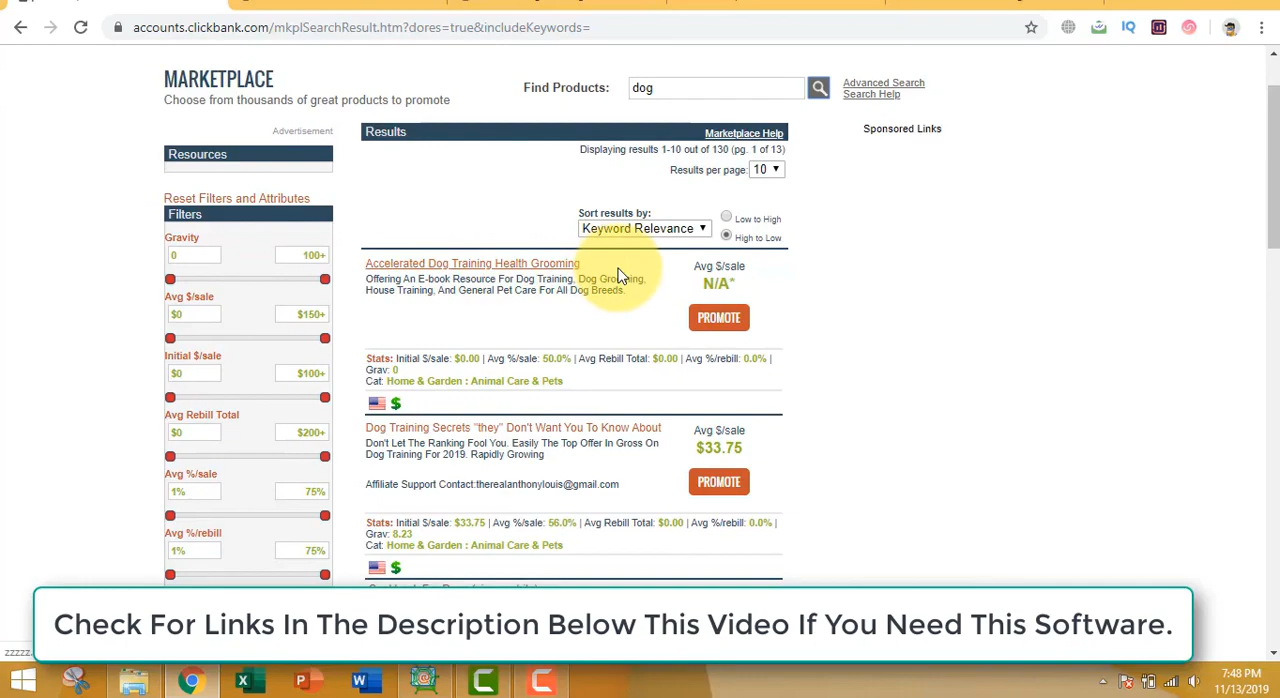 accounts.clickbank.com/mkplSearchResult.htm?dores=true&includeKeywords=
MARKETPLACE
Choose from thousands of great products to promote
Find Products:
dog
Advanced Search
Search Help
Advertisement
Resources
Reset Filters and Attributes
Filters
Gravity
0
100+
Avg $/sale
$0
$150+
Initial $/sale
$0
$100+
Avg Rebill Total
$0
$200+
Avg %/sale
1%
75%
Avg %/rebill
1%
75%
Results
Marketplace Help
Displaying results 1-10 out of 130 (pg. 1 of 13)
Results per page: 10
Sort results by:
Keyword Relevance
Low to High
High to Low
Accelerated Dog Training Health Grooming
Offering An E-book Resource For Dog Training, Dog Grooming,
House Training, And General Pet Care For All Dog Breeds.
Avg $/sale
N/A*
PROMOTE
Stats: Initial $/sale: $0.00 | Avg %/sale: 50.0% | Avg Rebill Total: $0.00 | Avg %/rebill: 0.0% |
Grav: 0
Cat: Home & Garden : Animal Care & Pets
$
Dog Training Secrets "they" Don't Want You To Know About
Don't Let The Ranking Fool You. Easily The Top Offer In Gross On
Dog Training For 2019. Rapidly Growing
Affiliate Support Contact:therealanthonylouis@gmail.com
Avg $/sale
$33.75
PROMOTE
Stats: Initial $/sale: $33.75 | Avg %/sale: 56.0% | Avg Rebill Total: $0.00 | Avg %/rebill: 0.0% |
Grav: 8.23
Cat: Home & Garden : Animal Care & Pets
$
Sponsored Links
Check For Links In The Description Below This Video If You Need This Software.
7:48 PM
11/13/2019